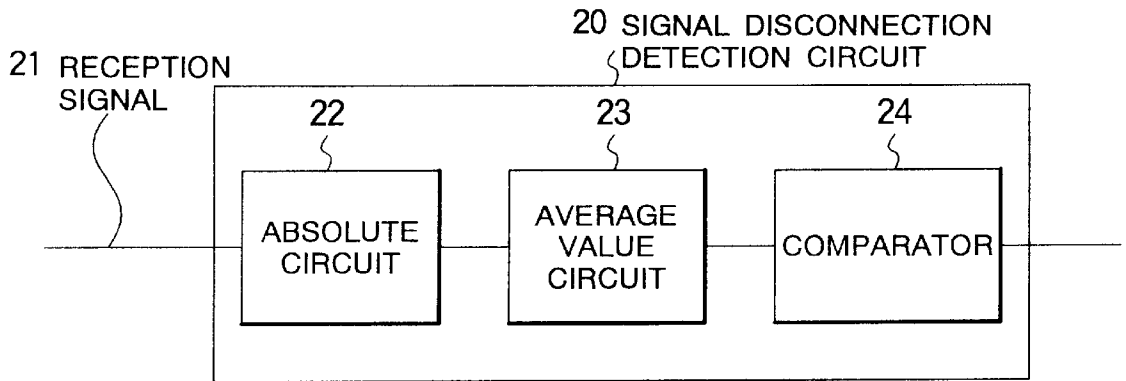 20 SIGNAL DISCONNECTION
DETECTION CIRCUIT
21 RECEPTION
SIGNAL
22
23
24
ABSOLUTE
CIRCUIT
AVERAGE
VALUE
CIRCUIT
COMPARATOR